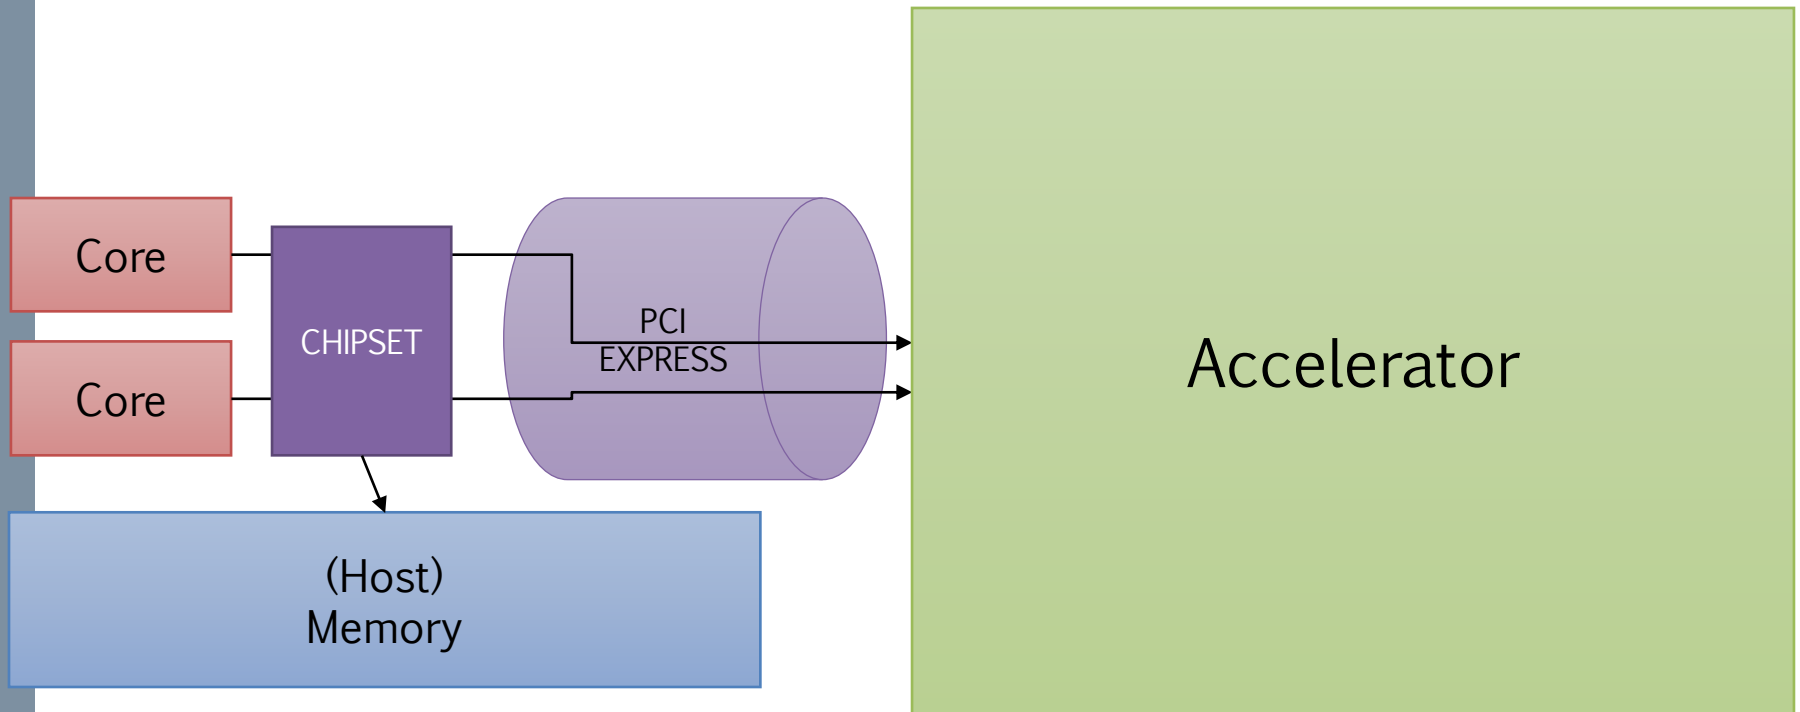 Core
CHIPSET
Core
PCI
EXPRESS
Accelerator
(Host)
Memory